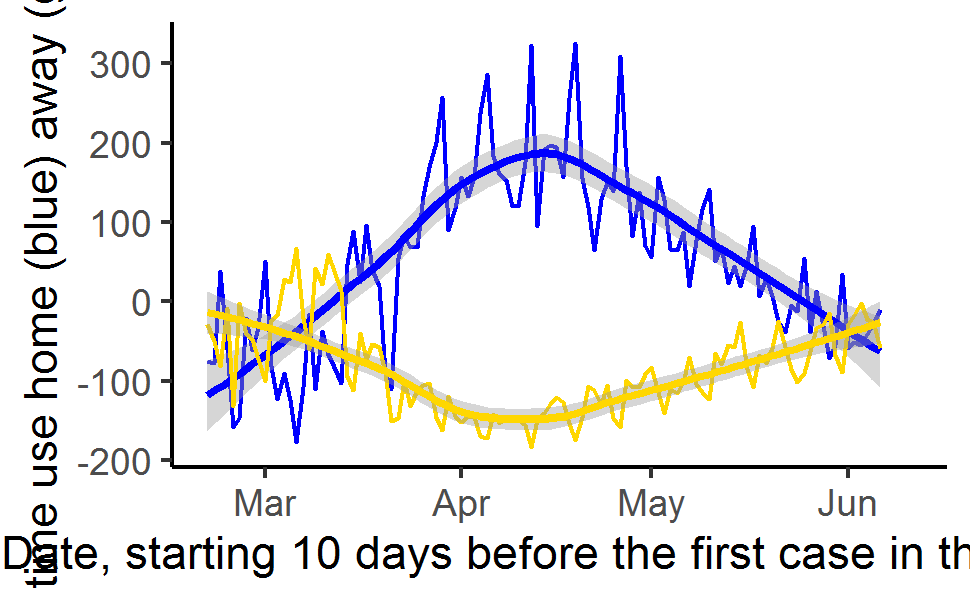 time use home (blue) away (
300
200
100
0
-100
-200
Mar Apr May Jun
Date, starting 10 days before the first case in th